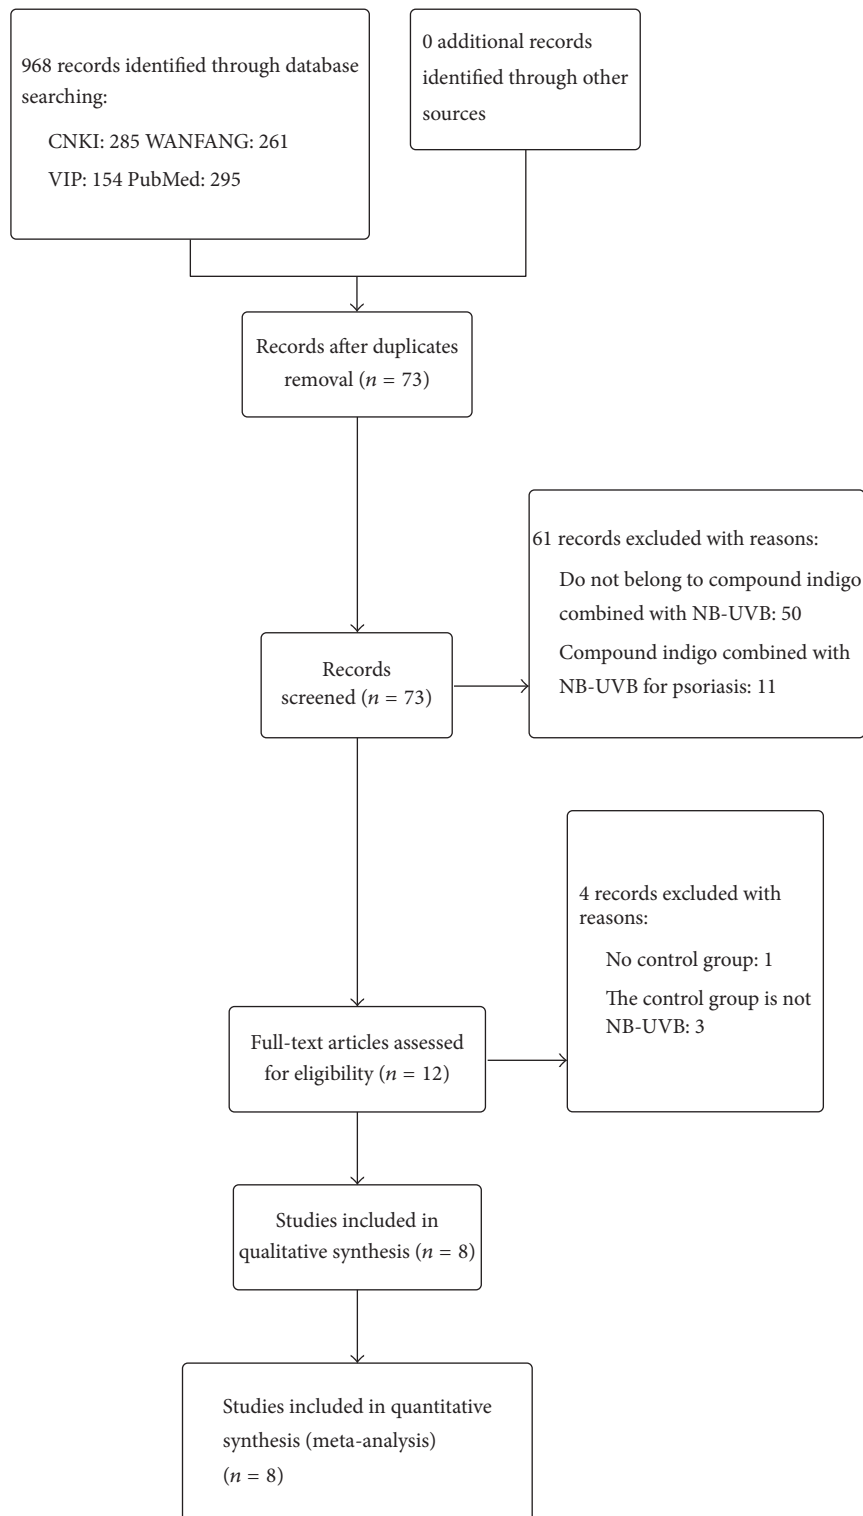 968 records identified through database
searching:
CNKI: 285 WANFANG: 261
VIP: 154 PubMed: 295
0 additional records
identified through other
sources
Records after duplicates
removal (n = 73)
61 records excluded with reasons:
Do not belong to compound indigo
combined with NB-UVB: 50
Compound indigo combined with
NB-UVB for psoriasis: 11
Records
screened (n = 73)
4 records excluded with
reasons:
No control group: 1
The control group is not
NB-UVB: 3
Full-text articles assessed
for eligibility (n = 12)
Studies included in
qualitative synthesis (n = 8)
Studies included in quantitative
synthesis (meta-analysis)
(n = 8)